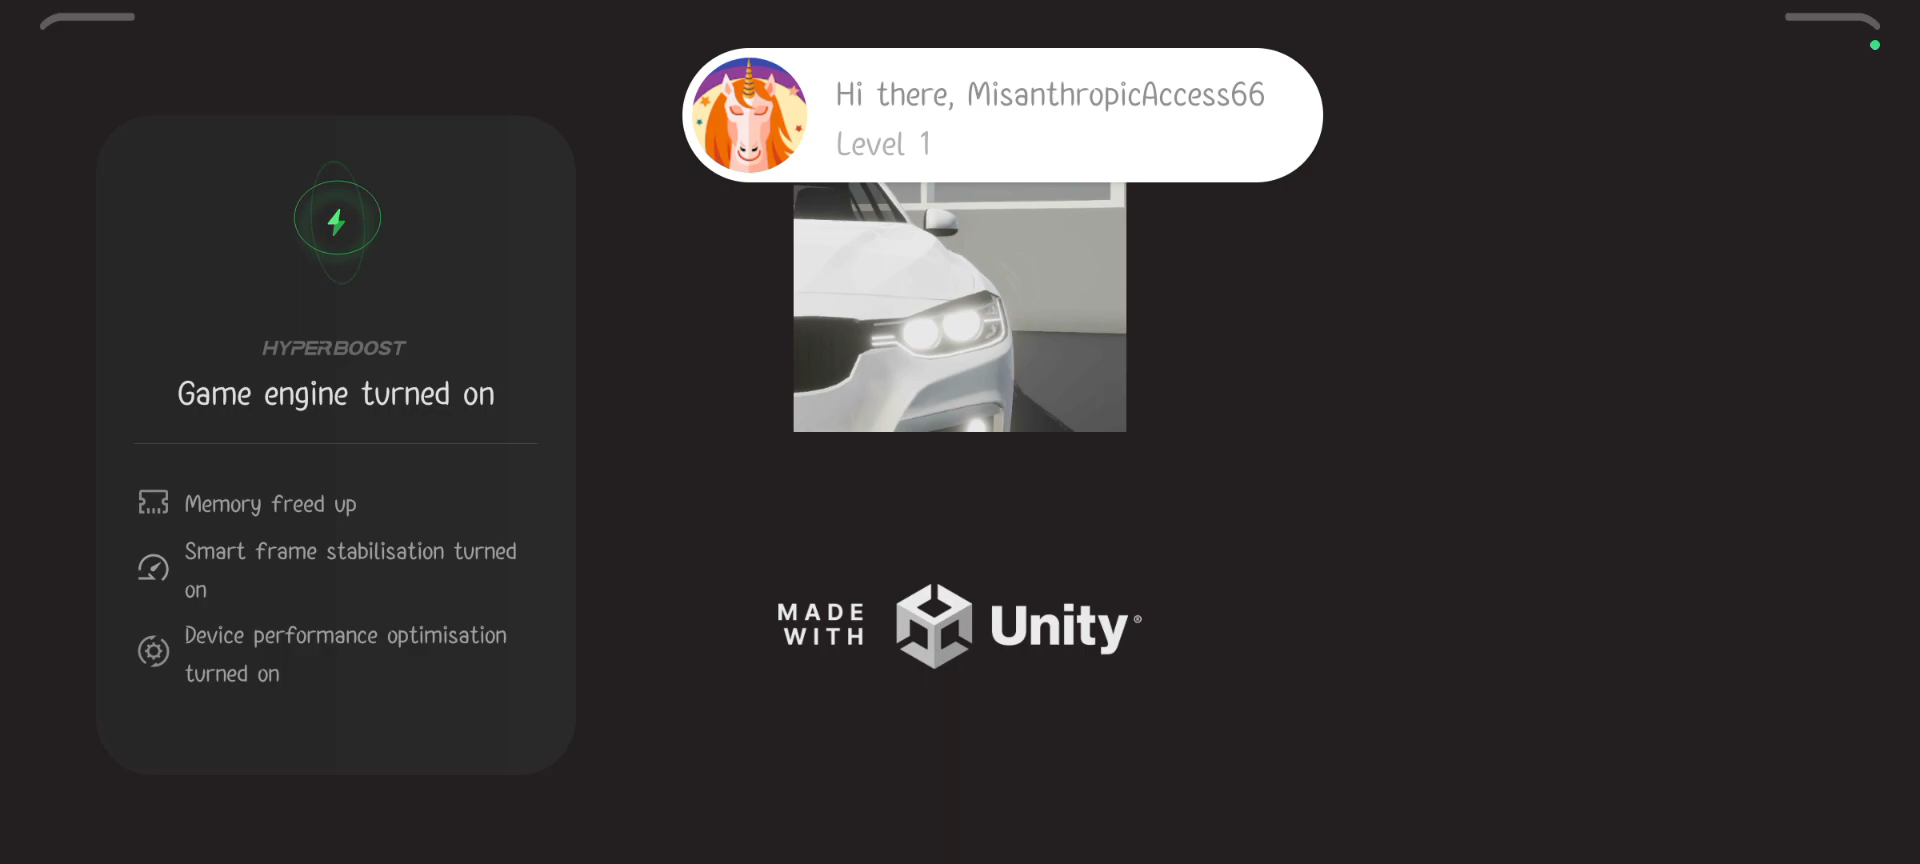 Hi there, MisanthropicAccess66
Level 1
HYPERBOOST
Game engine turned on
Memory freed up
Smart frame stabilisation turned
on
Device performance optimisation
turned on
MADE
WITH
Unity®